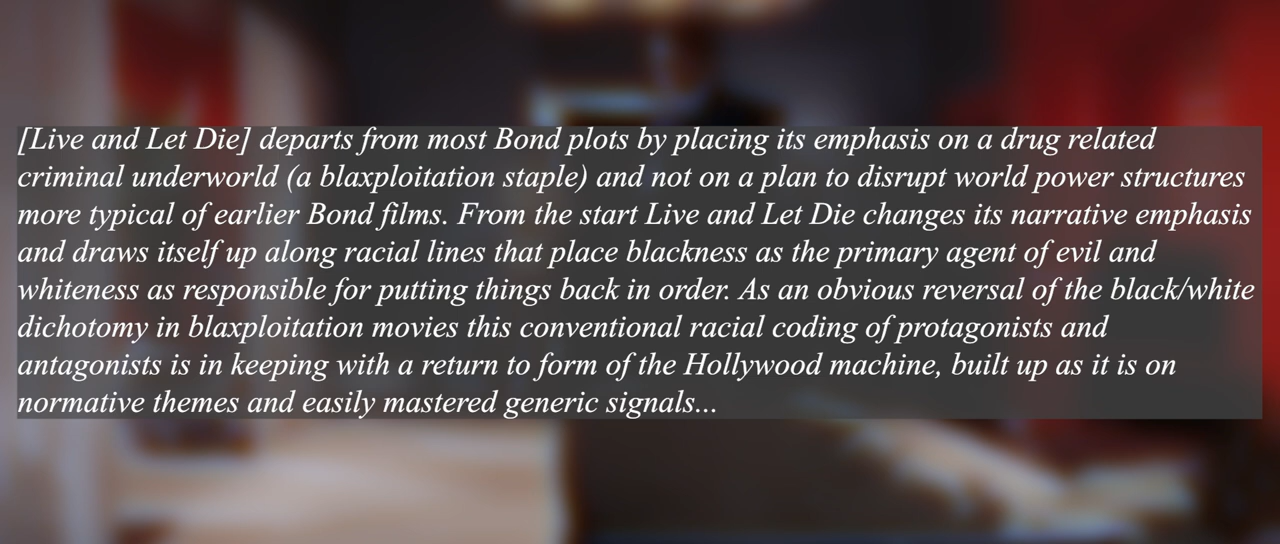 [Live and Let Die] departs from most Bond plots by placing its emphasis on a drug related
criminal underworld (a blaxploitation staple) and not on a plan to disrupt world power structures
more typical of earlier Bond films. From the start Live and Let Die changes its narrative emphasis
and draws itself up along racial lines that place blackness as the primary agent of evil and
whiteness as responsible for putting things back in order. As an obvious reversal of the black/white
dichotomy in blaxploitation movies this conventional racial coding of protagonists and
antagonists is in keeping with a return to form of the Hollywood machine, built up as it is on
normative themes and easily mastered generic signals...